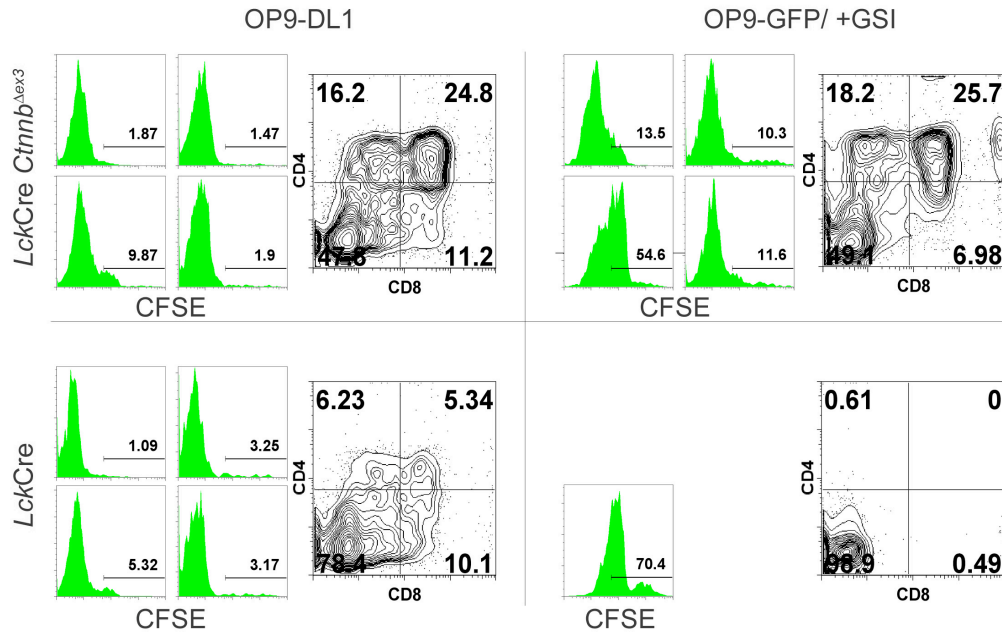 OP9-DL1
OP9-GFP/ +GSI
LckCre Ctnnb^Δex3
1.87
1.47
9.87
1.9
CFSE
16.2
24.8
CD4
47.8
11.2
CD8
13.5
10.3
54.6
11.6
CFSE
18.2
25.7
CD4
49.1
6.98
CD8
LckCre
1.09
3.25
5.32
3.17
CFSE
6.23
5.34
CD4
78.4
10.1
CD8
70.4
CFSE
0.61
0
CD4
98.9
0.49
CD8